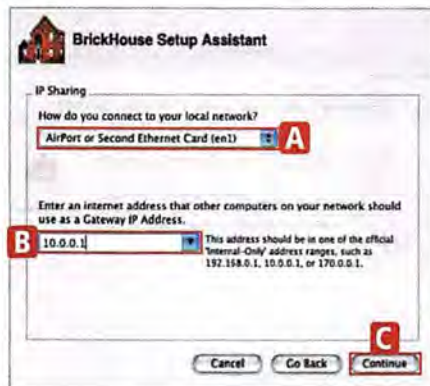 BrickHouse Setup Assistant
IP Sharing
How do you connect to your local network?
AirPort or Second Ethernet Card (en1)
A
Enter an internet address that other computers on your network should
use as a Gateway IP Address.
B
10.0.0.1
This address should be in one of the official
'Internal-Only' address ranges, such as
192.158.0.1, 10.0.0.1, or 170.0.0.1.
C
Cancel
Go Back
Continue